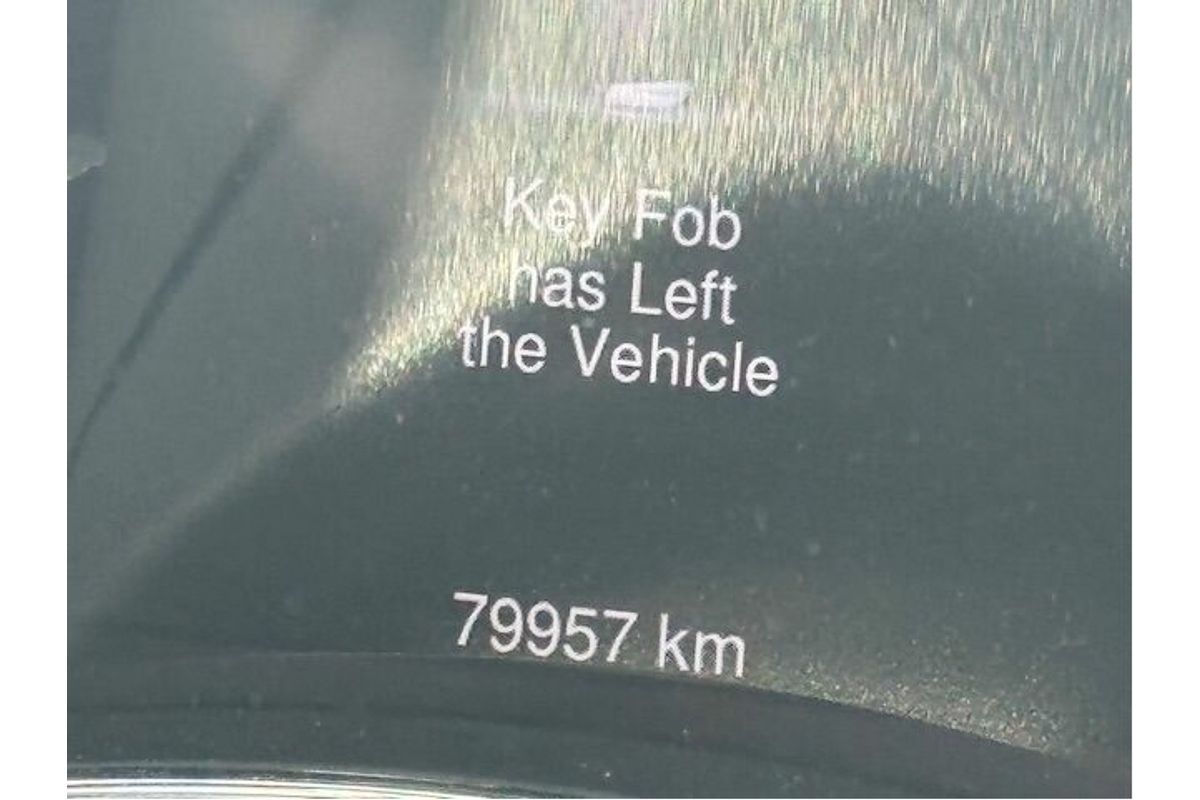 Key Fob
has Left
the Vehicle
79957 km